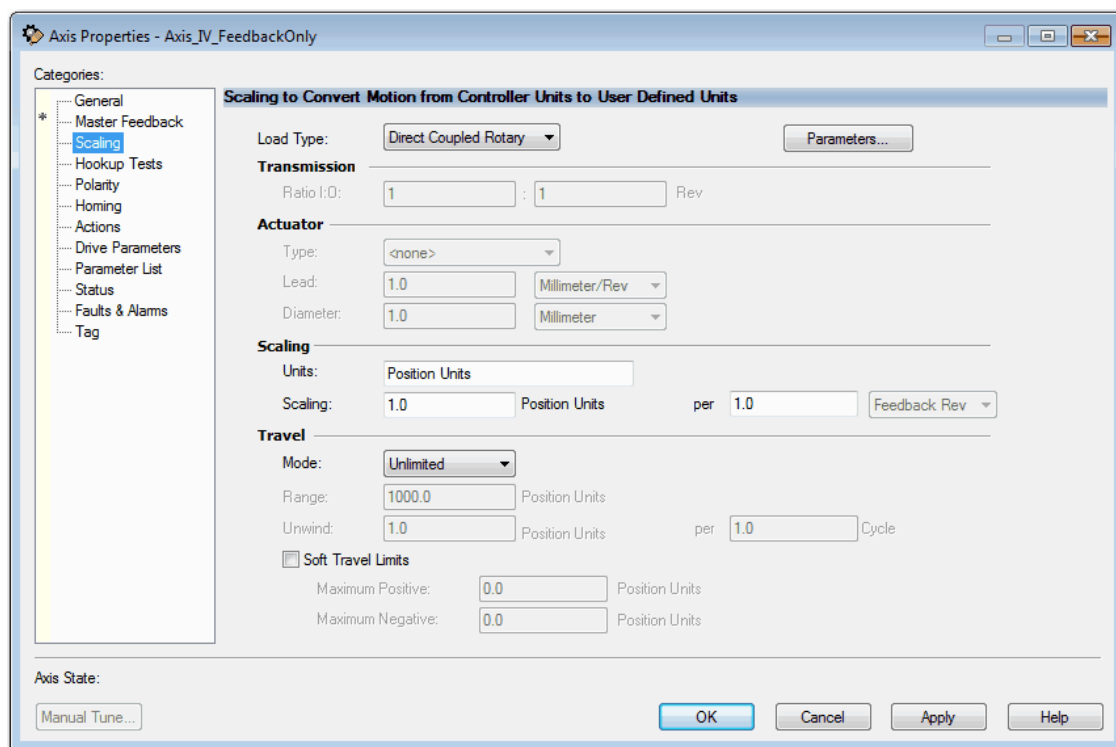 Axis Properties - Axis_IV_FeedbackOnly
Categories:
General
* Master Feedback
Scaling
Hookup Tests
Polarity
Homing
Actions
Drive Parameters
Parameter List
Status
Faults & Alarms
Tag
Scaling to Convert Motion from Controller Units to User Defined Units
Load Type: Direct Coupled Rotary Parameters...
Transmission
Ratio I:O: 1 : 1 Rev
Actuator
Type: <none>
Lead: 1.0 Millimeter/Rev
Diameter: 1.0 Millimeter
Scaling
Units: Position Units
Scaling: 1.0 Position Units per 1.0 Feedback Rev
Travel
Mode: Unlimited
Range: 1000.0 Position Units
Unwind: 1.0 Position Units per 1.0 Cycle
Soft Travel Limits
Maximum Positive: 0.0 Position Units
Maximum Negative: 0.0 Position Units
Axis State:
Manual Tune... OK Cancel Apply Help